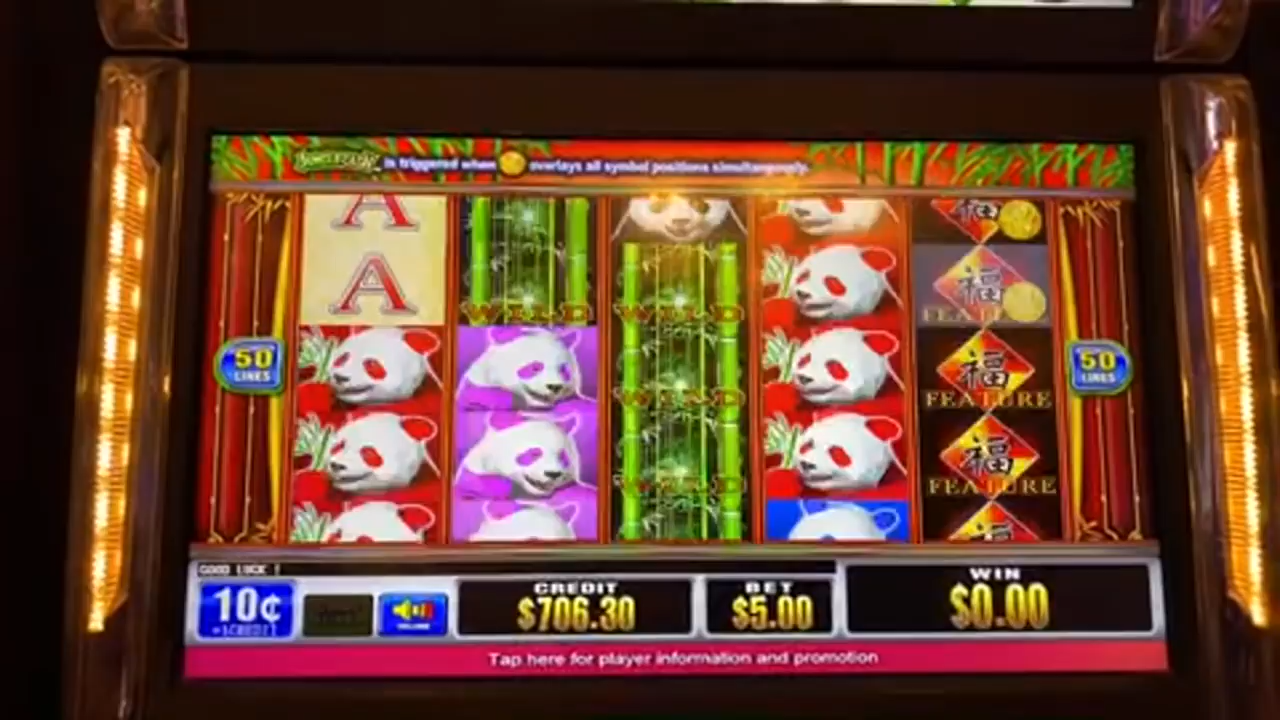 is triggered when overlays all symbol positions simultaneously.
A
A
WILD
WILD
WILD
WILD
福
福
FEATURE
福
FEATURE
福
FEATURE
福
50
LINES
50
LINES
GOOD LUCK !
10¢
=1CREDIT
CREDIT
$706.30
BET
$5.00
WIN
$0.00
Tap here for player information and promotion